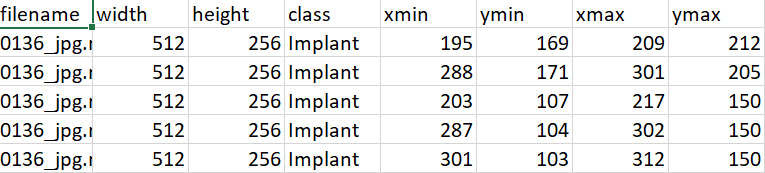 filename width height class xmin ymin xmax ymax
0136_jpg.r 512 256 Implant 195 169 209 212
0136_jpg.r 512 256 Implant 288 171 301 205
0136_jpg.r 512 256 Implant 203 107 217 150
0136_jpg.r 512 256 Implant 287 104 302 150
0136_jpg.r 512 256 Implant 301 103 312 150